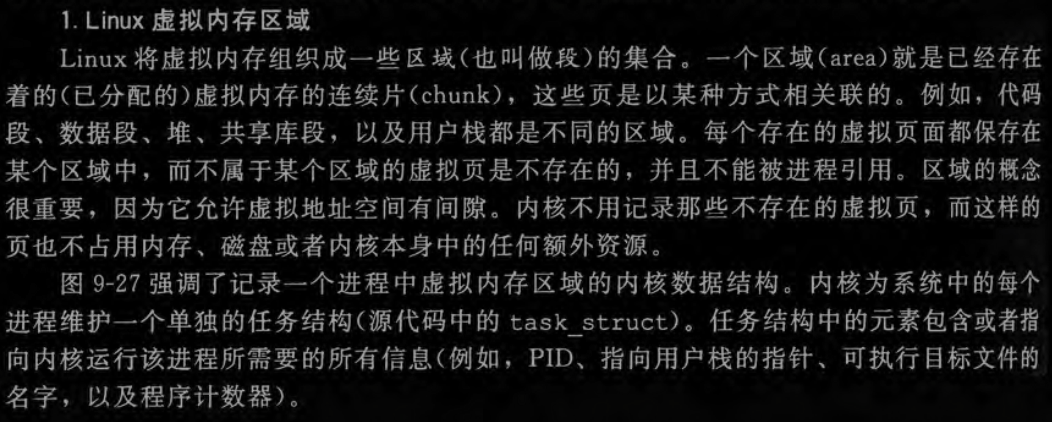 1. Linux 虚拟内存区域
Linux 将虚拟内存组织成一些区域(也叫做段)的集合。一个区域(area)就是已经存在
着的(已分配的)虚拟内存的连续片(chunk)，这些页是以某种方式相关联的。例如，代码
段、数据段、堆、共享库段，以及用户栈都是不同的区域。每个存在的虚拟页面都保存在
某个区域中，而不属于某个区域的虚拟页是不存在的，并且不能被进程引用。区域的概念
很重要，因为它允许虚拟地址空间有间隙。内核不用记录那些不存在的虚拟页，而这样的
页也不占用内存、磁盘或者内核本身中的任何额外资源。
图 9-27 强调了记录一个进程中虚拟内存区域的内核数据结构。内核为系统中的每个
进程维护一个单独的任务结构(源代码中的 task_struct)。任务结构中的元素包含或者指
向内核运行该进程所需要的所有信息(例如，PID、指向用户栈的指针、可执行目标文件的
名字，以及程序计数器)。